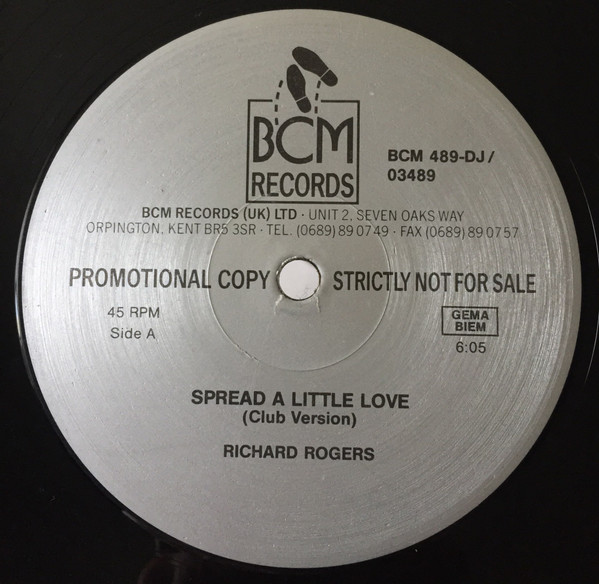 BCM
RECORDS
BCM 489-DJ/
03489
BCM RECORDS (UK) LTD · UNIT 2, SEVEN OAKS WAY
ORPINGTON, KENT BR5 3SR · TEL. (0689) 89 07 49 · FAX (0689) 89 07 57
PROMOTIONAL COPY STRICTLY NOT FOR SALE
45 RPM
Side A
GEMA
BIEM
6:05
SPREAD A LITTLE LOVE
(Club Version)
RICHARD ROGERS